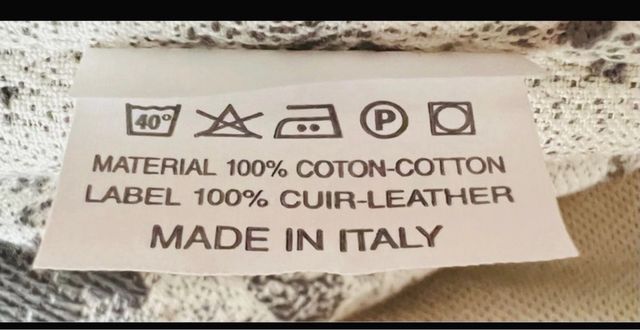 40°
P
MATERIAL 100% COTON-COTTON
LABEL 100% CUIR-LEATHER
MADE IN ITALY